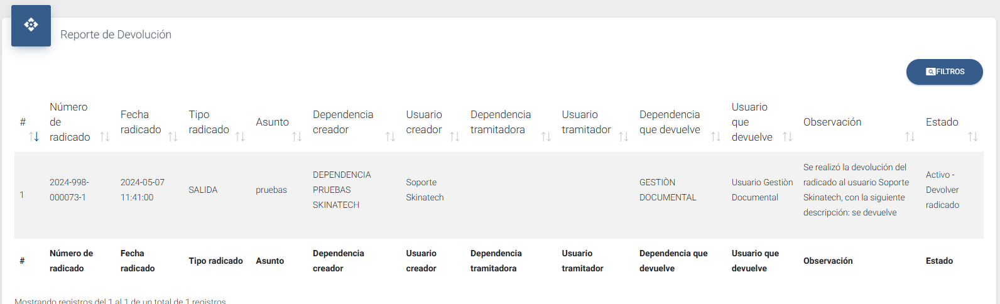 Reporte de Devolución
FILTROS
#
Número
de
radicado
Fecha
radicado
Tipo
radicado
Asunto
Dependencia
creador
Usuario
creador
Dependencia
tramitadora
Usuario
tramitador
Dependencia
que devuelve
Usuario
que
devuelve
Observación
Estado
1
2024-998-
000073-1
2024-05-07
11:41:00
SALIDA
pruebas
DEPENDENCIA
PRUEBAS
SKINATECH
Soporte
Skinatech
GESTIÒN
DOCUMENTAL
Usuario Gestiòn
Documental
Se realizó la devolución del
radicado al usuario Soporte
Skinatech, con la siguiente
descripción: se devuelve
Activo -
Devolver
radicado
#
Número de
radicado
Fecha
radicado
Tipo radicado
Asunto
Dependencia
creador
Usuario
creador
Dependencia
tramitadora
Usuario
tramitador
Dependencia que
devuelve
Usuario que
devuelve
Observación
Estado
Mostrando registros del 1 al 1 de un total de 1 registros